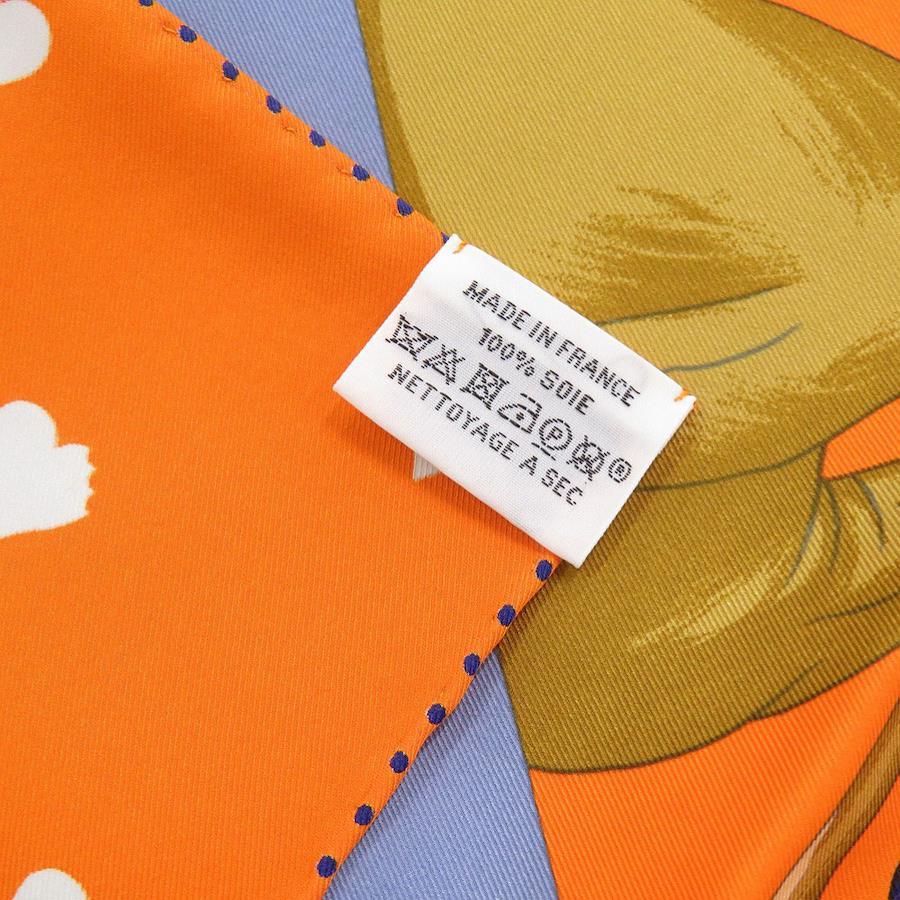 MADE IN FRANCE
100% SOIE
P ®
NETTOYAGE A SEC